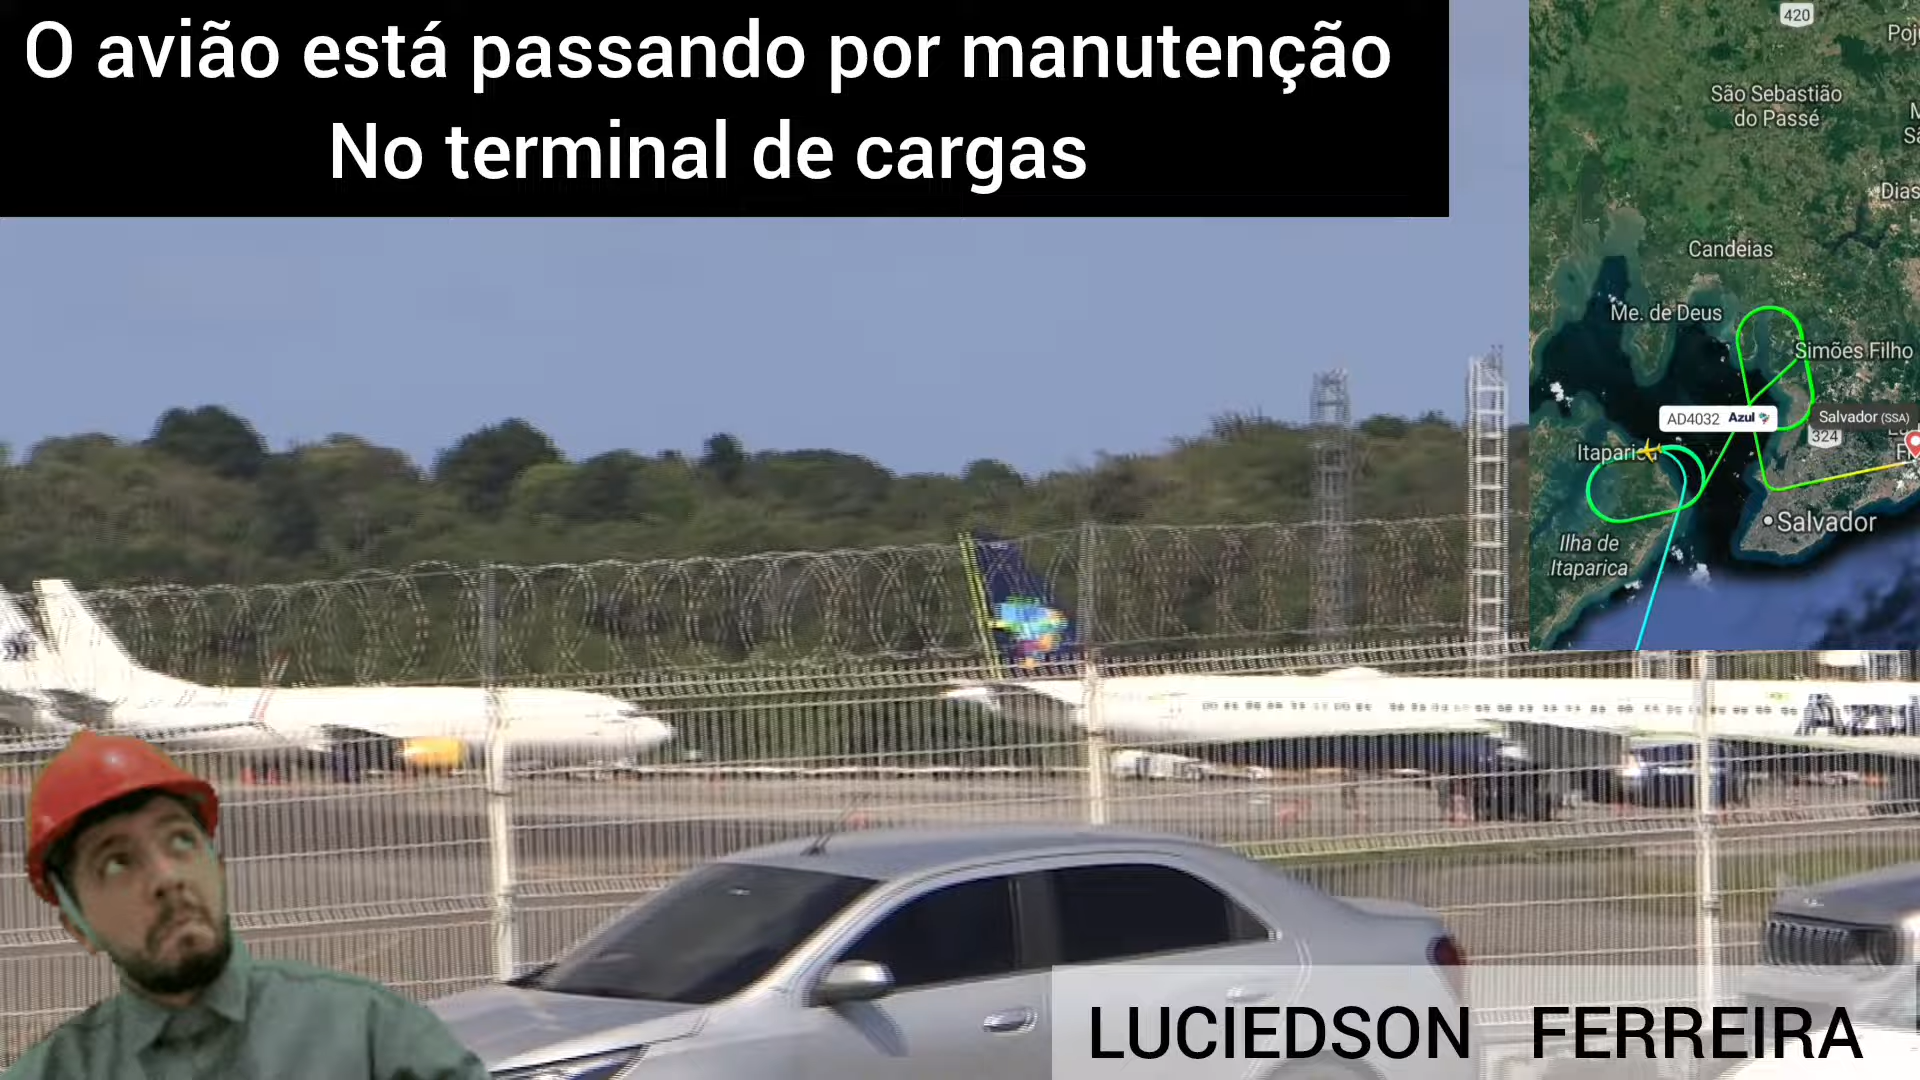 O avião está passando por manutenção
No terminal de cargas
420
São Sebastião
do Passé
Candeias
Me. de Deus
Simões Filho
AD4032 Azul
Salvador (SSA)
324
Itaparica
Salvador
Ilha de
Itaparica
Azul
LUCIEDSON FERREIRA